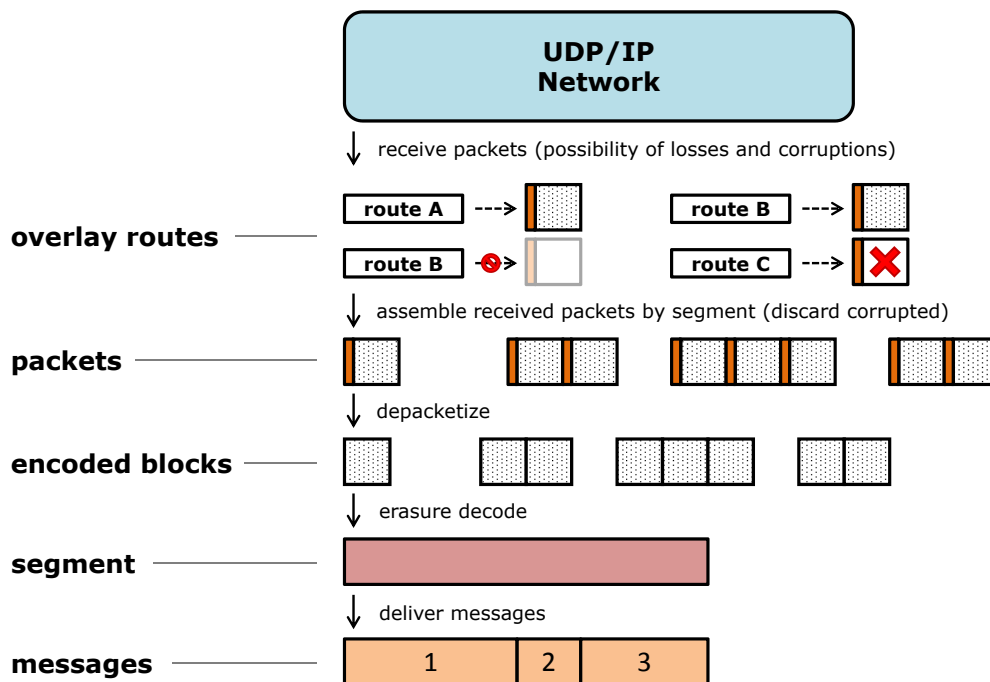 UDP/IP
Network
receive packets (possibility of losses and corruptions)
overlay routes
route A
route B
route B
route C
assemble received packets by segment (discard corrupted)
packets
depacketize
encoded blocks
erasure decode
segment
deliver messages
messages
1 2 3